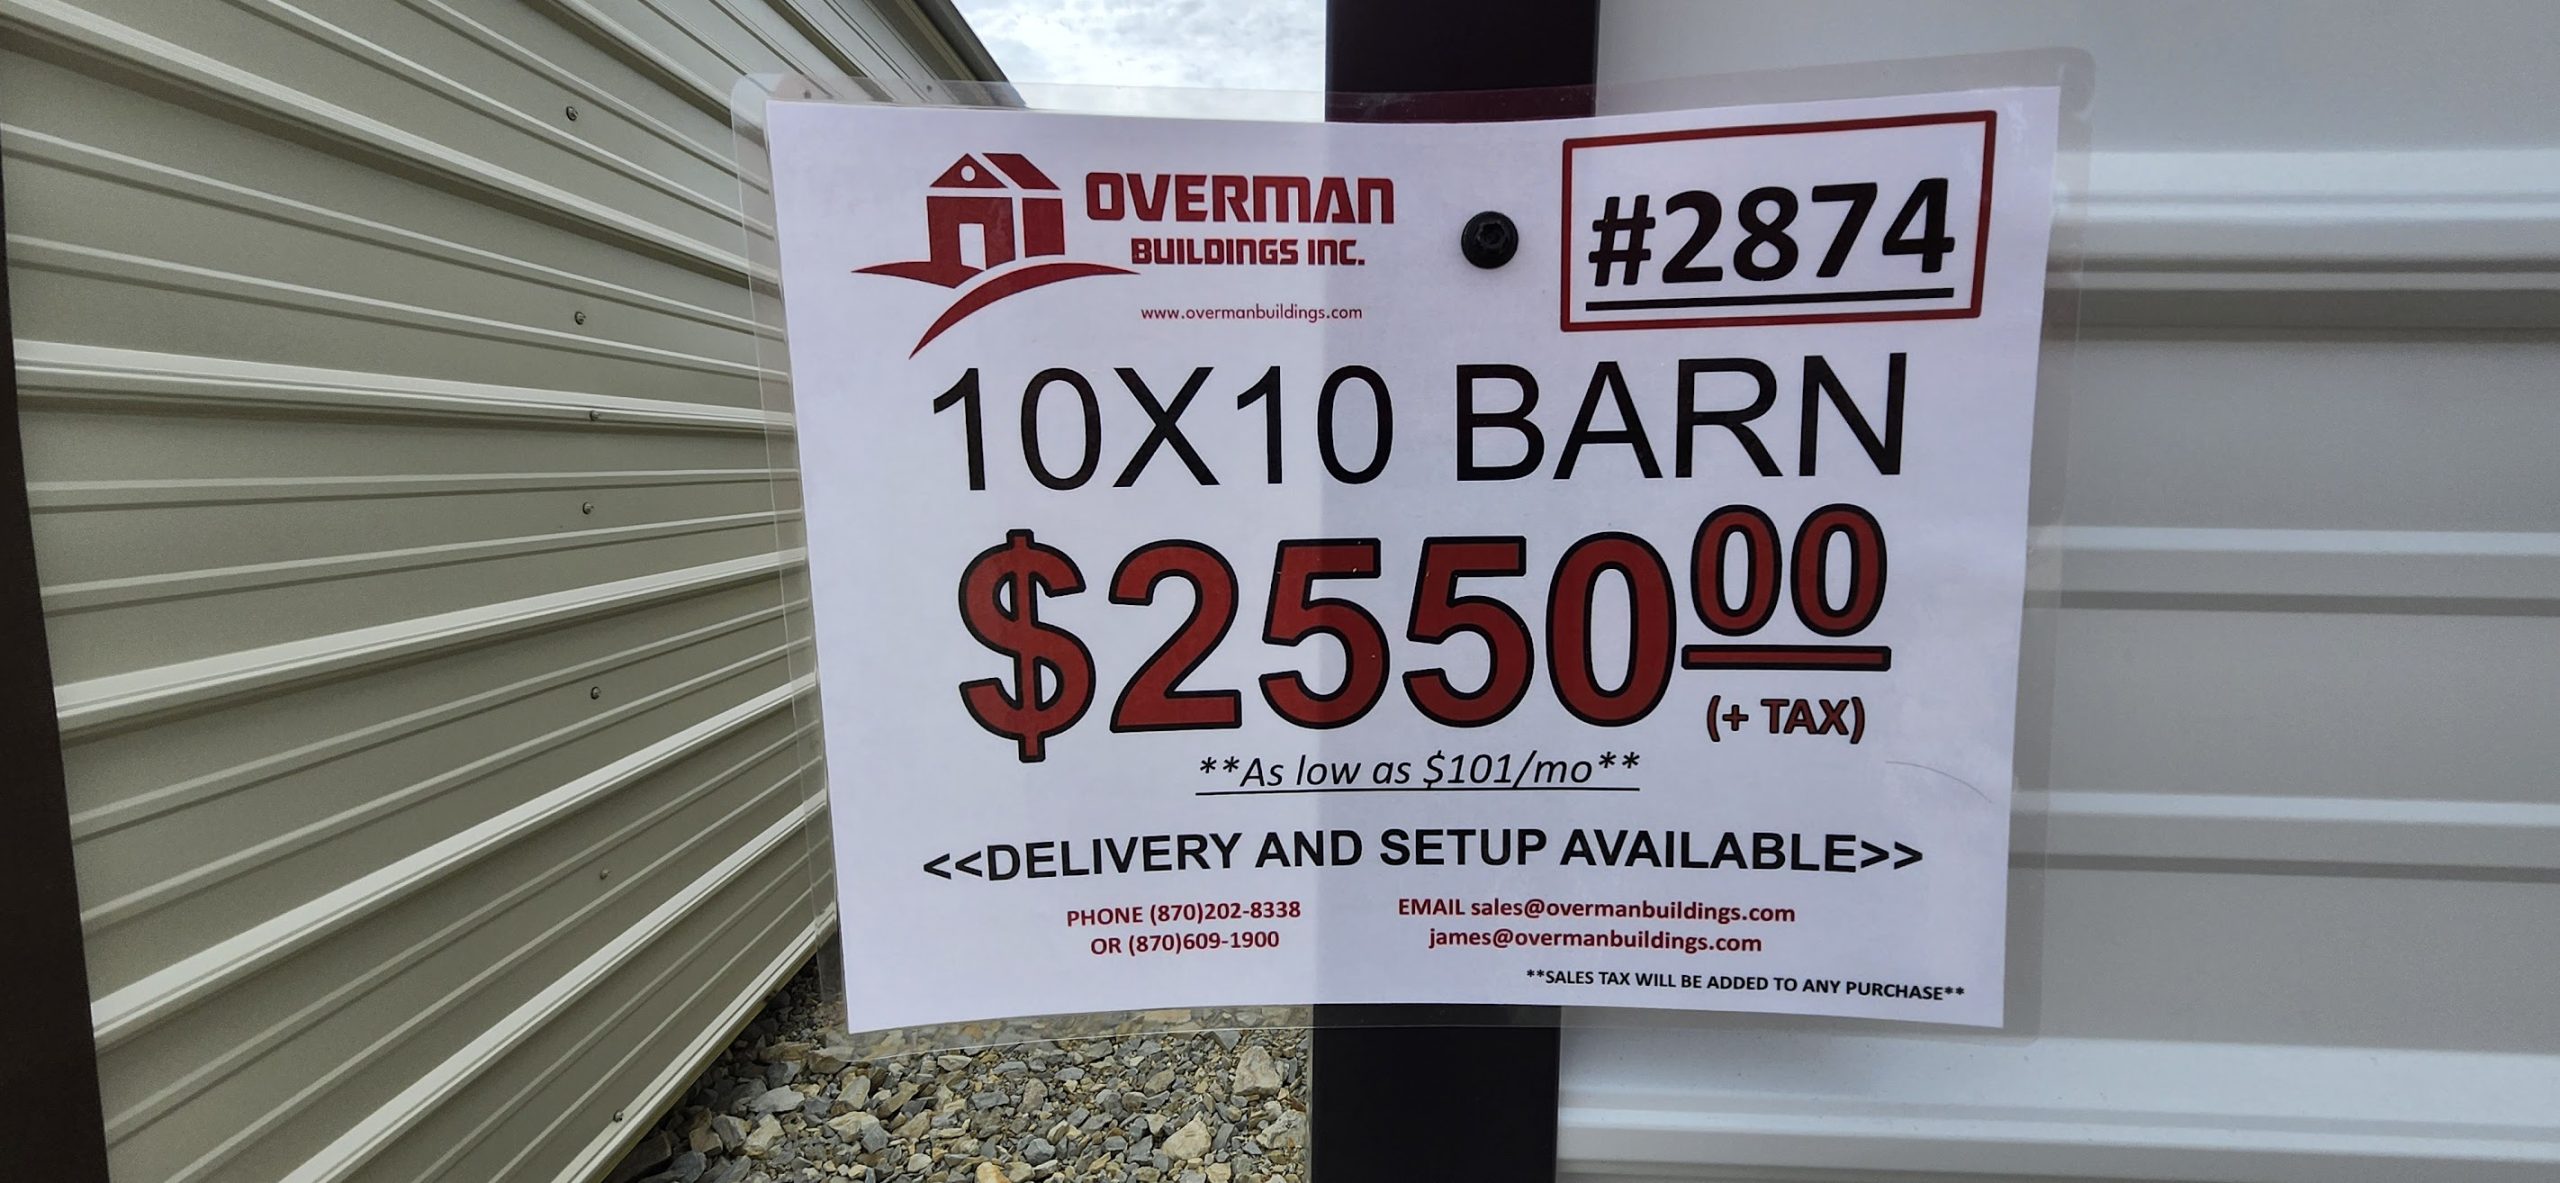 OVERMAN
BUILDINGS INC.
www.overmanbuildings.com
#2874
10X10 BARN
$2550.00
(+ TAX)
**As low as $101/mo**
<<DELIVERY AND SETUP AVAILABLE>>
PHONE (870)202-8338
OR (870)609-1900
EMAIL sales@overmanbuildings.com
james@overmanbuildings.com
**SALES TAX WILL BE ADDED TO ANY PURCHASE**